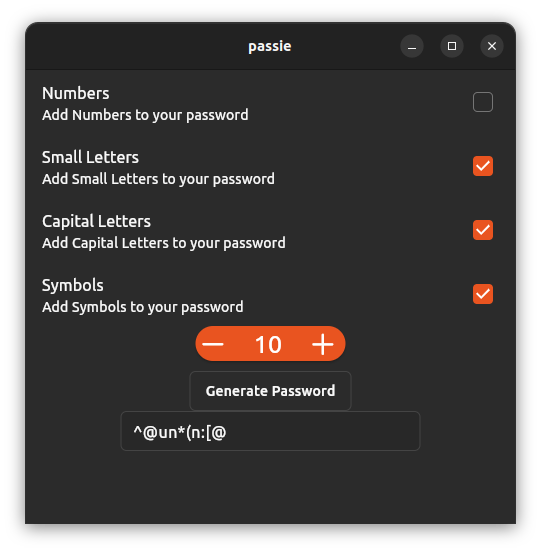 passie
Numbers
Add Numbers to your password
Small Letters
Add Small Letters to your password
Capital Letters
Add Capital Letters to your password
Symbols
Add Symbols to your password
10
Generate Password
^@un*(n:[@